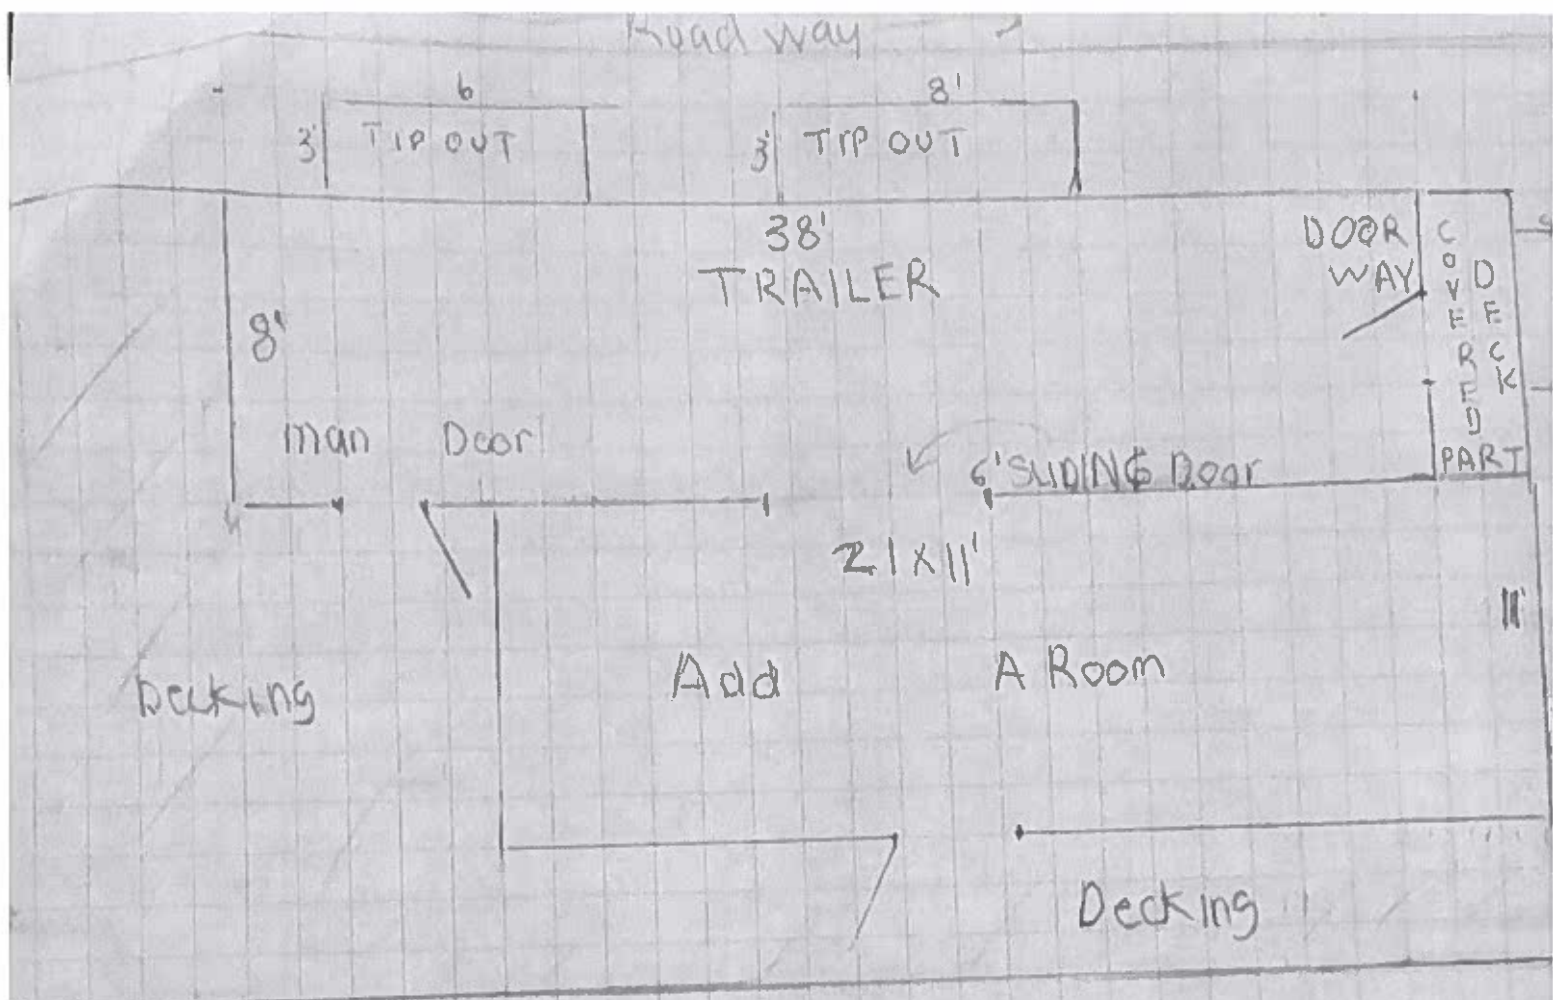 Road way
6
8'
3'
TIP OUT
3'
TIP OUT
38'
TRAILER
DOOR
WAY
COVERED
DECK
PART
8'
man Door
6' SLIDING Door
21 x 11'
11'
Decking
Add A Room
Decking